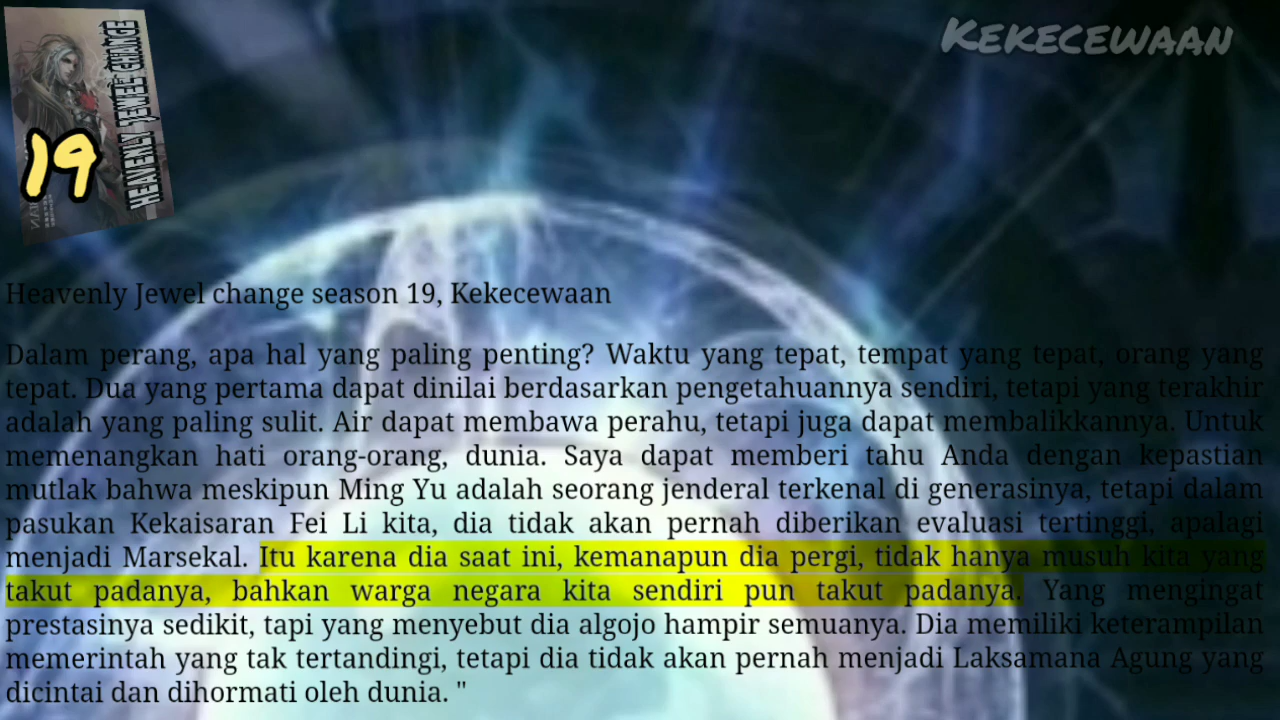 Kekecewaan
HEAVENLY JEWEL CHANGE
19
Heavenly Jewel change season 19, Kekecewaan
Dalam perang, apa hal yang paling penting? Waktu yang tepat, tempat yang tepat, orang yang
tepat. Dua yang pertama dapat dinilai berdasarkan pengetahuannya sendiri, tetapi yang terakhir
adalah yang paling sulit. Air dapat membawa perahu, tetapi juga dapat membalikkannya. Untuk
memenangkan hati orang-orang, dunia. Saya dapat memberi tahu Anda dengan kepastian
mutlak bahwa meskipun Ming Yu adalah seorang jenderal terkenal di generasinya, tetapi dalam
pasukan Kekaisaran Fei Li kita, dia tidak akan pernah diberikan evaluasi tertinggi, apalagi
menjadi Marsekal. Itu karena dia saat ini, kemanapun dia pergi, tidak hanya musuh kita yang
takut padanya, bahkan warga negara kita sendiri pun takut padanya. Yang mengingat
prestasinya sedikit, tapi yang menyebut dia algojo hampir semuanya. Dia memiliki keterampilan
memerintah yang tak tertandingi, tetapi dia tidak akan pernah menjadi Laksamana Agung yang
dicintai dan dihormati oleh dunia. "